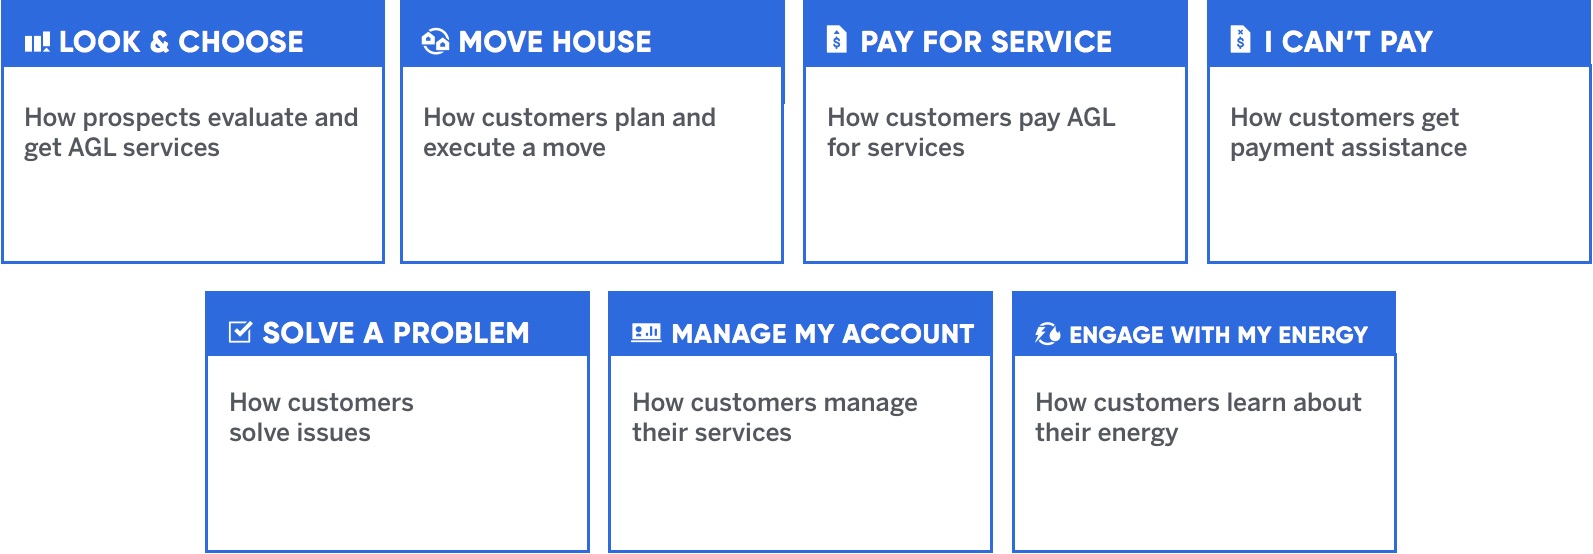 LOOK & CHOOSE
How prospects evaluate and
get AGL services
MOVE HOUSE
How customers plan and
execute a move
PAY FOR SERVICE
How customers pay AGL
for services
I CAN'T PAY
How customers get
payment assistance
SOLVE A PROBLEM
How customers
solve issues
MANAGE MY ACCOUNT
How customers manage
their services
ENGAGE WITH MY ENERGY
How customers learn about
their energy